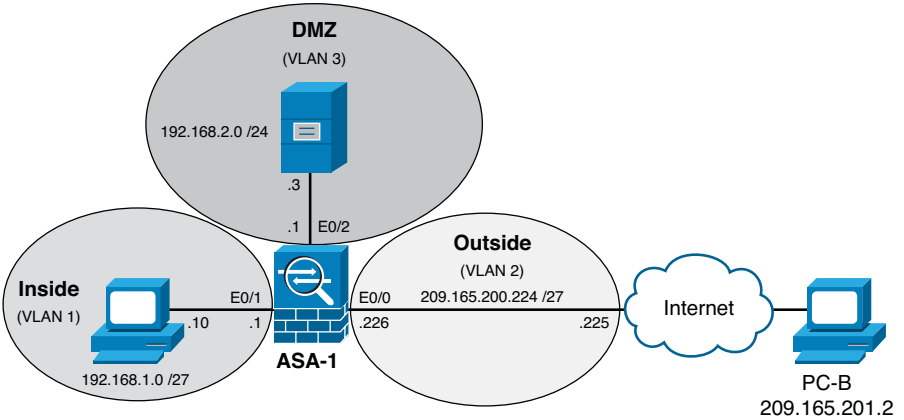 DMZ
(VLAN 3)
192.168.2.0 /24
.3
.1
E0/2
Inside
(VLAN 1)
.10
E0/1
.1
192.168.1.0 /27
ASA-1
Outside
(VLAN 2)
E0/0
209.165.200.224 /27
.226
.225
Internet
PC-B
209.165.201.2